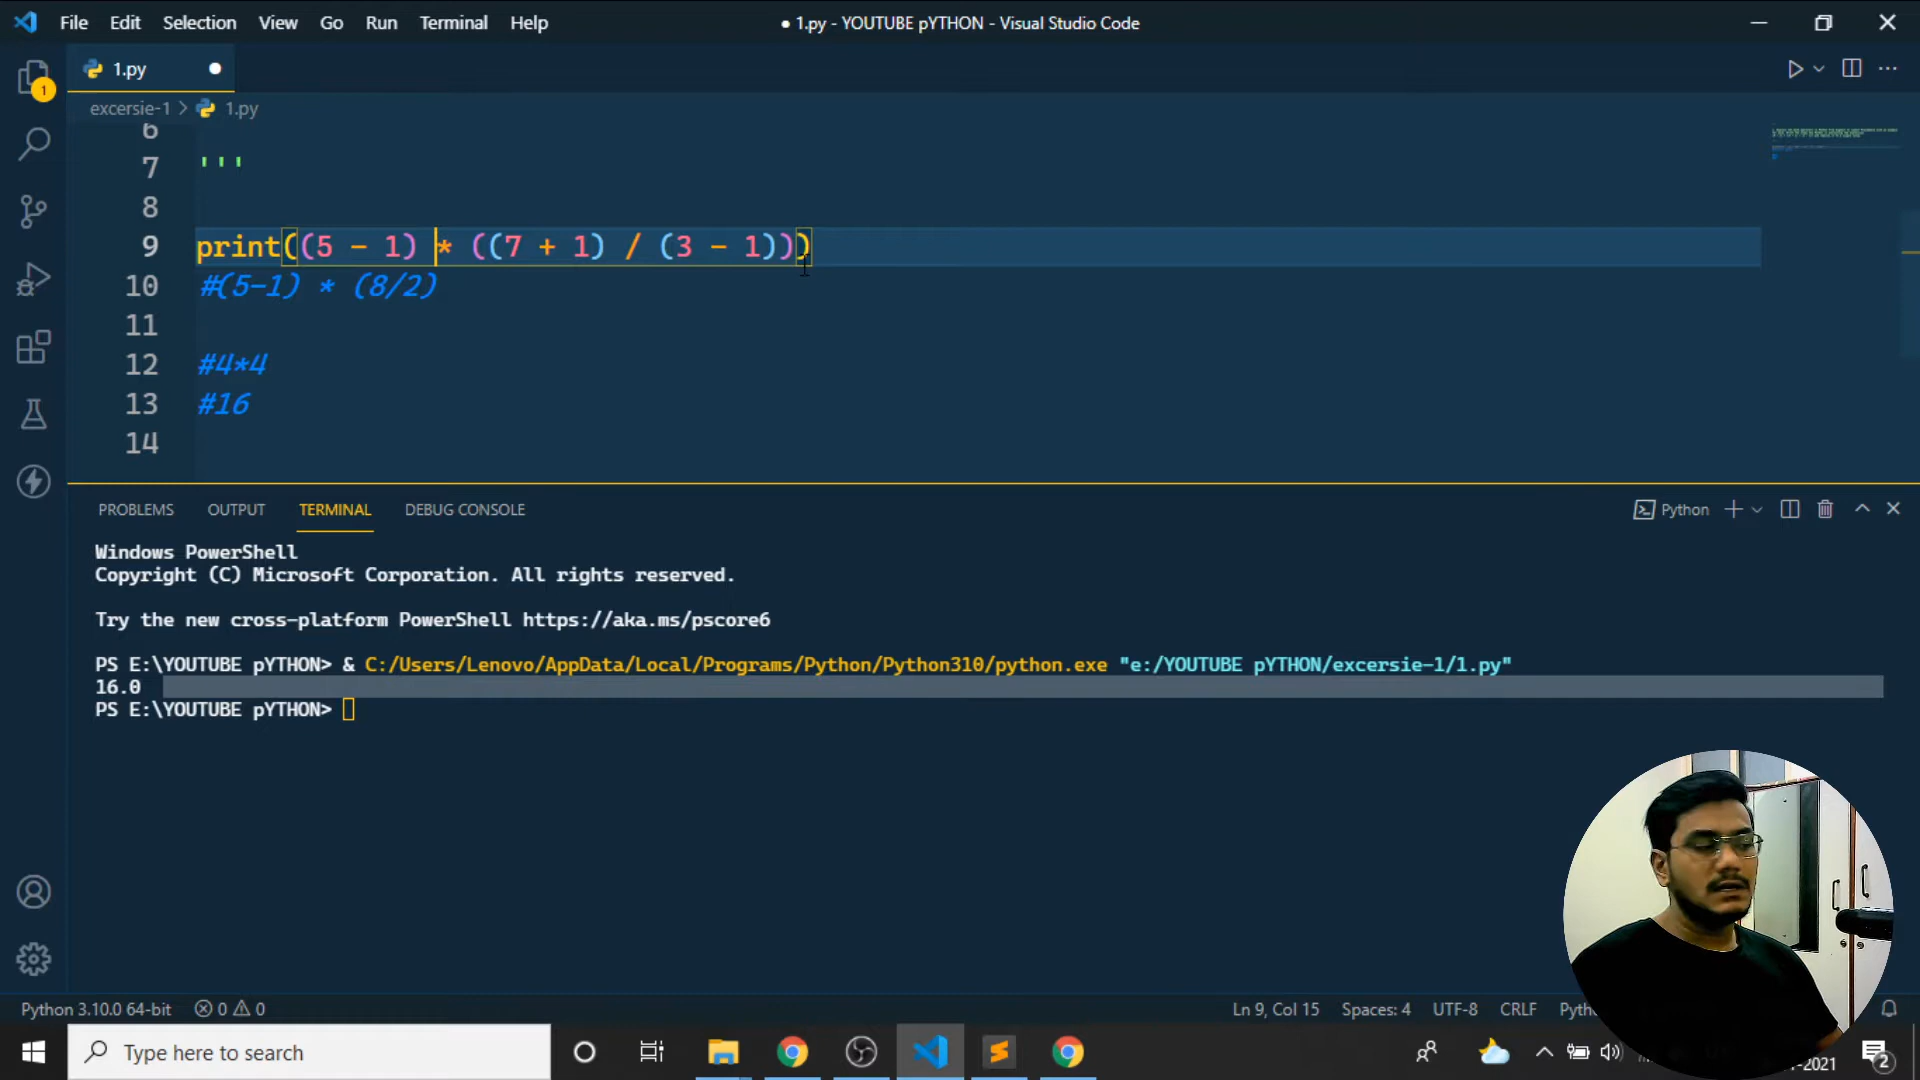 File Edit Selection View Go Run Terminal Help
● 1.py - YOUTUBE pYTHON - Visual Studio Code
1.py
1
excersie-1 > 1.py
6
7 '''
8
9 print((5 - 1) * ((7 + 1) / (3 - 1)))
10 #(5-1) * (8/2)
11
12 #4*4
13 #16
14
PROBLEMS OUTPUT TERMINAL DEBUG CONSOLE
Python
Windows PowerShell
Copyright (C) Microsoft Corporation. All rights reserved.
Try the new cross-platform PowerShell https://aka.ms/pscore6
PS E:\YOUTUBE pYTHON> & C:/Users/Lenovo/AppData/Local/Programs/Python/Python310/python.exe "e:/YOUTUBE pYTHON/excersie-1/1.py"
16.0
PS E:\YOUTUBE pYTHON>
Python 3.10.0 64-bit 0 0
Ln 9, Col 15 Spaces: 4 UTF-8 CRLF
Type here to search
2